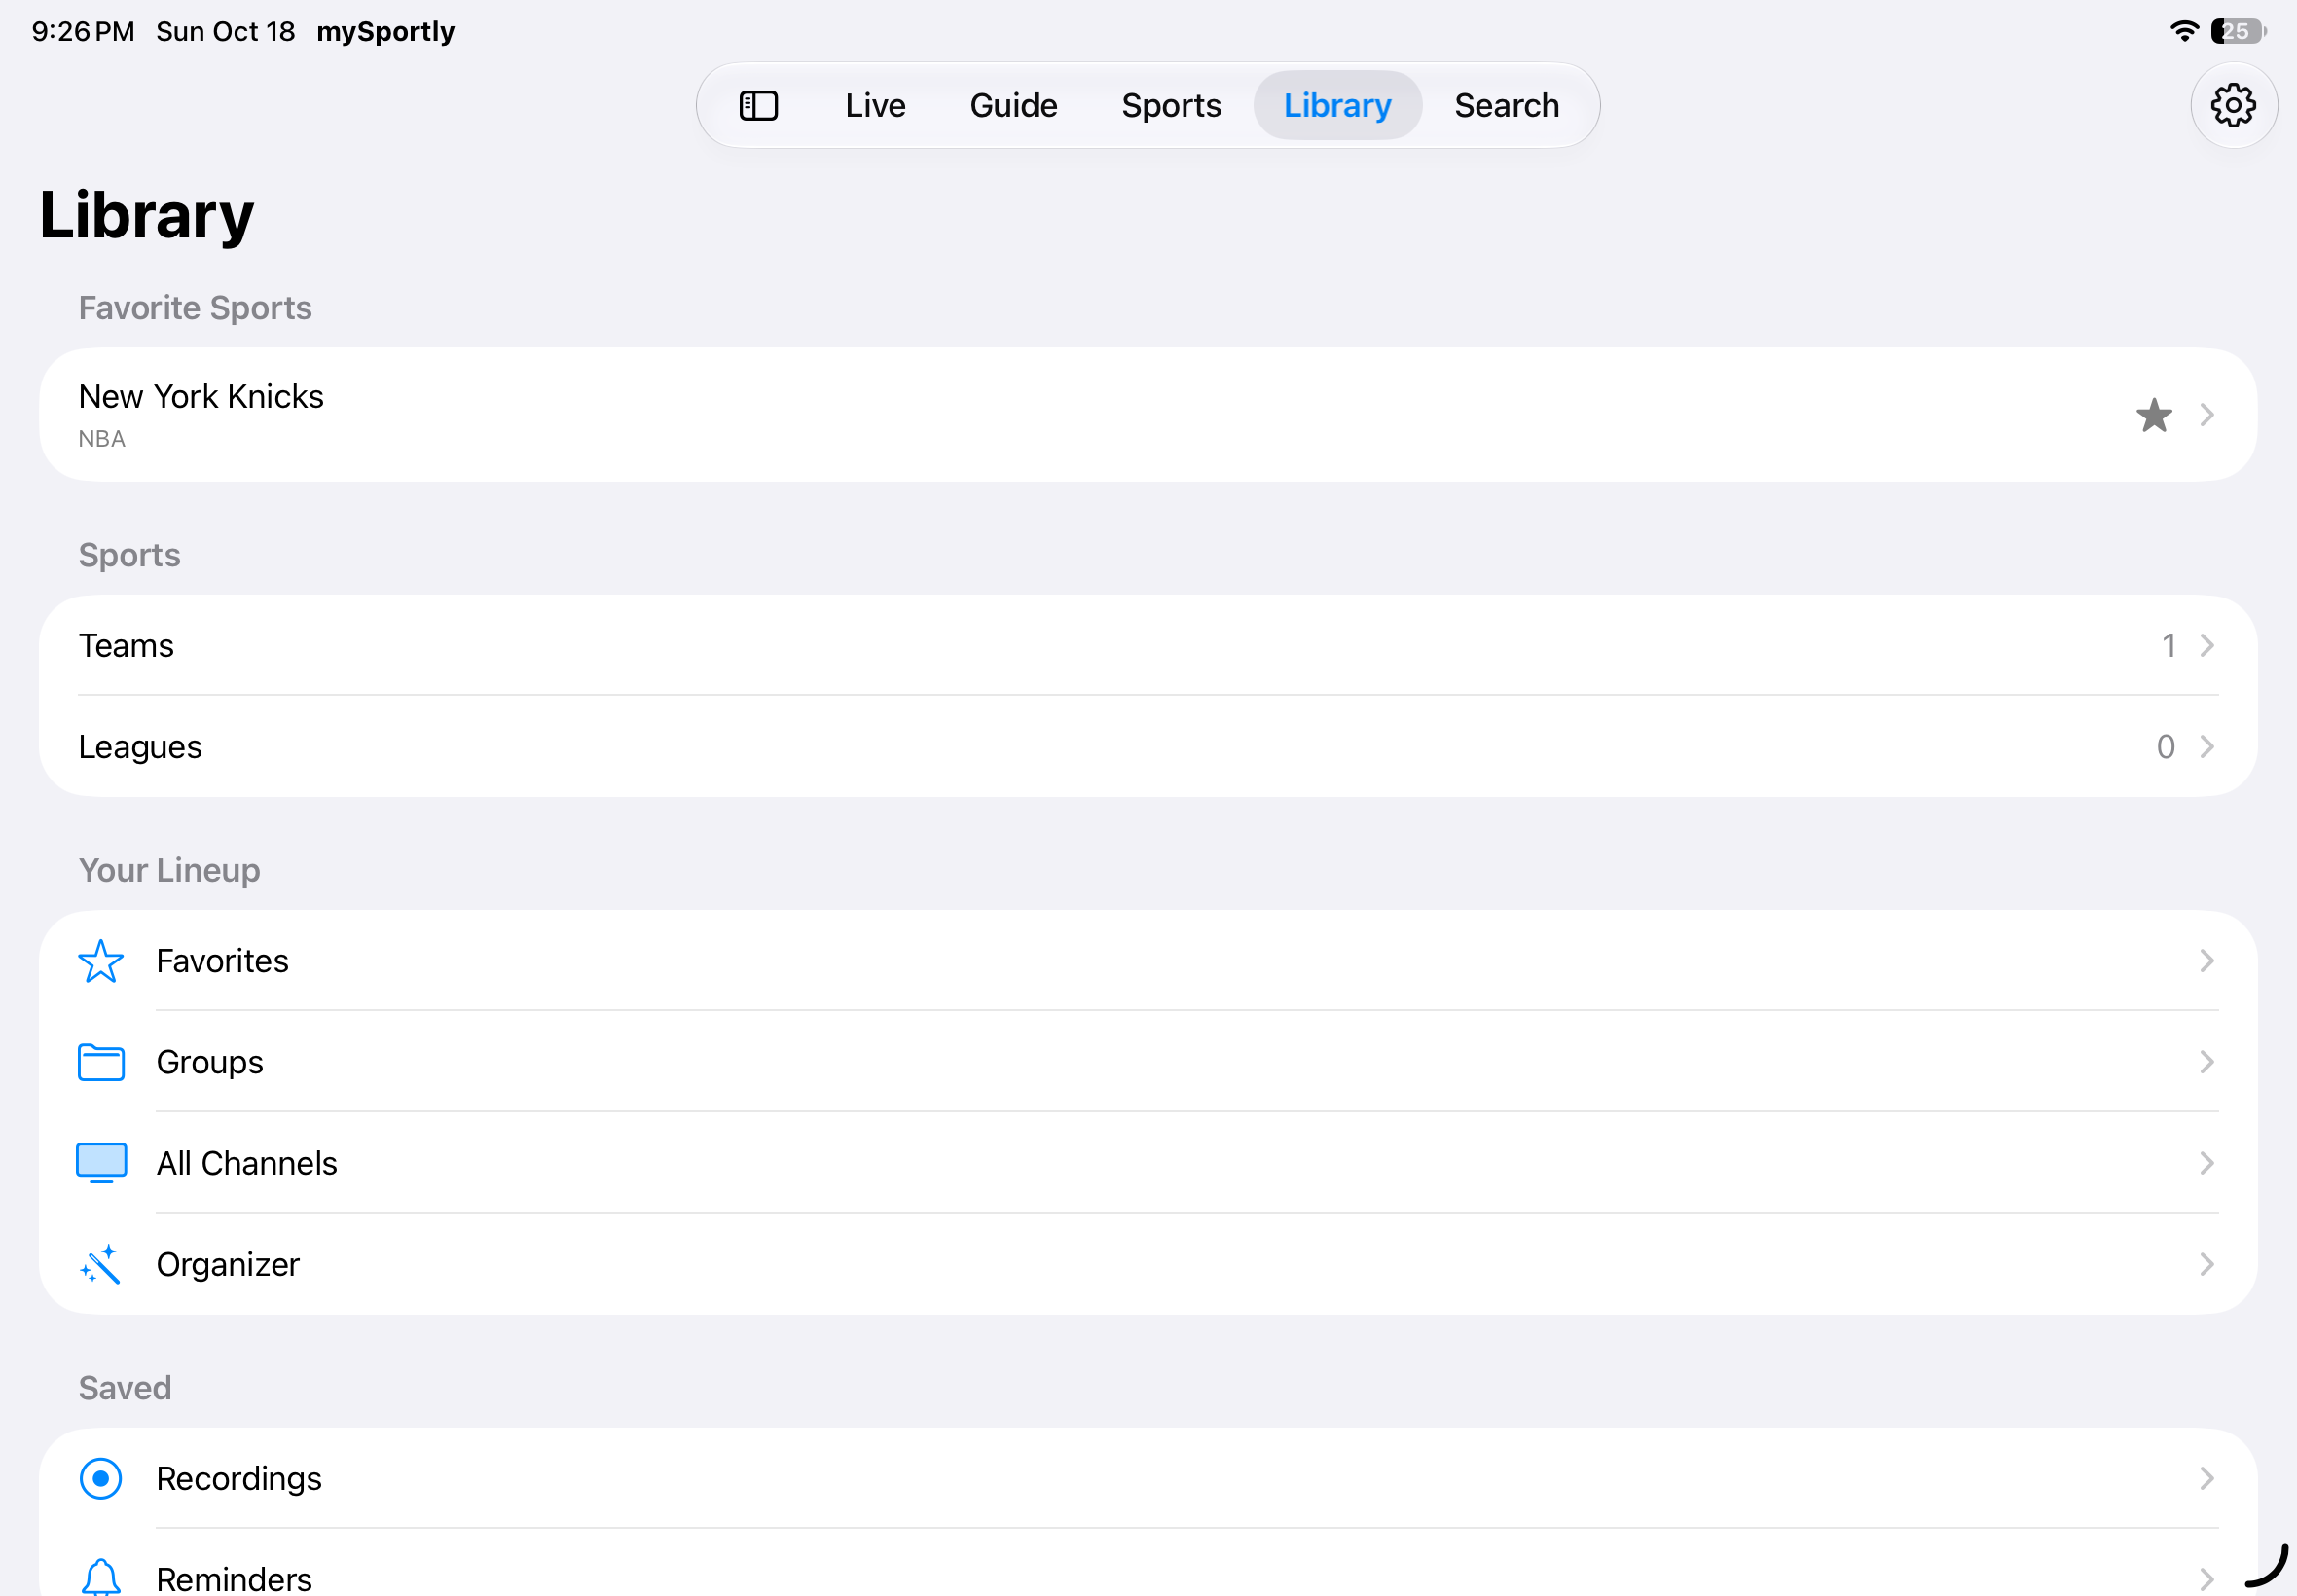 9:26 PM Sun Oct 18 mySportly
25
Live Guide Sports Library Search
Library
Favorite Sports
New York Knicks
NBA
Sports
Teams 1
Leagues 0
Your Lineup
Favorites
Groups
All Channels
Organizer
Saved
Recordings
Reminders